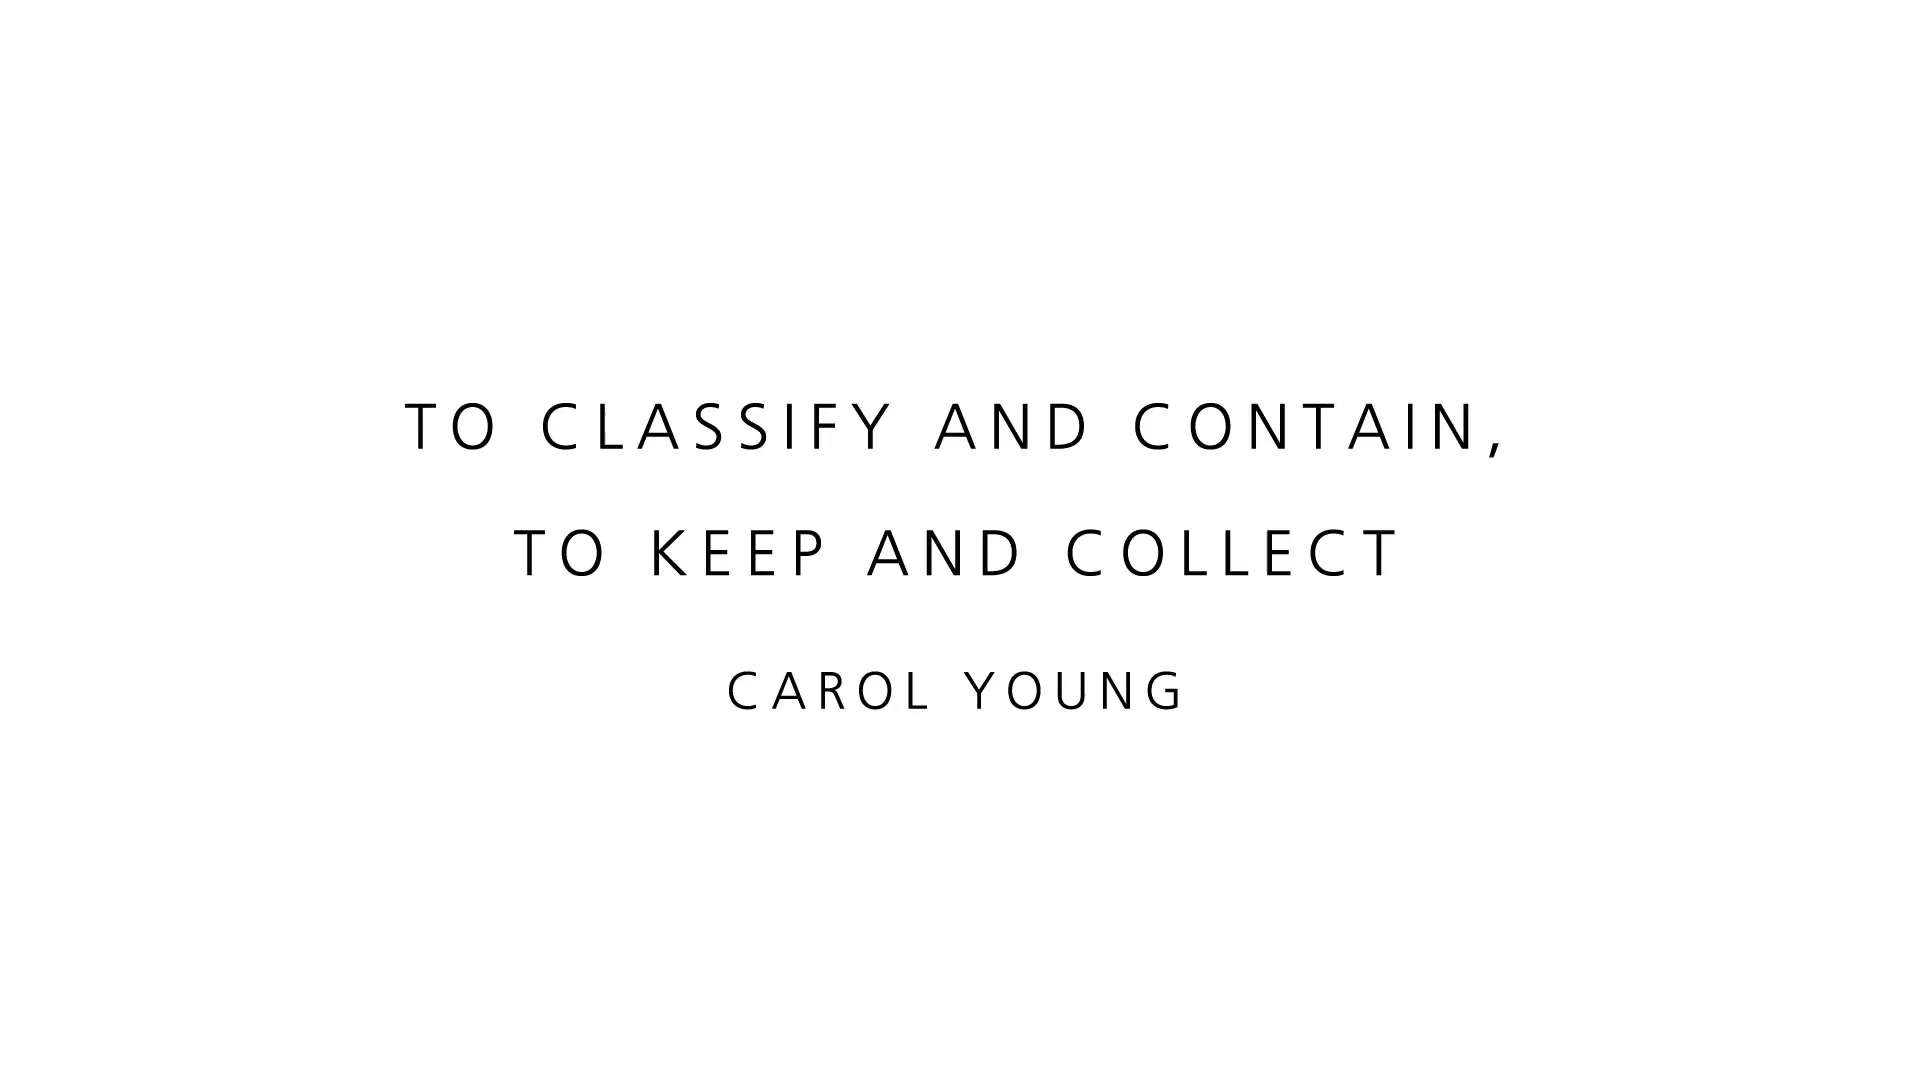 TO CLASSIFY AND CONTAIN,
TO KEEP AND COLLECT
CAROL YOUNG